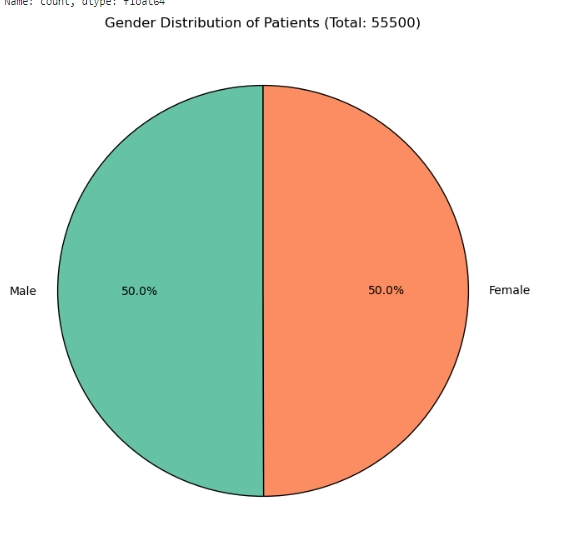 Name: count, dtype: float64
Gender Distribution of Patients (Total: 55500)
Male
50.0%
50.0%
Female